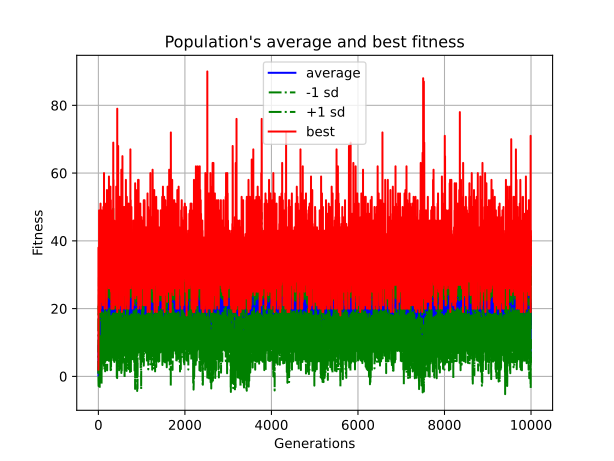 Population's average and best fitness
average
-1 sd
+1 sd
best
80
60
40
20
0
Fitness
0 2000 4000 6000 8000 10000
Generations